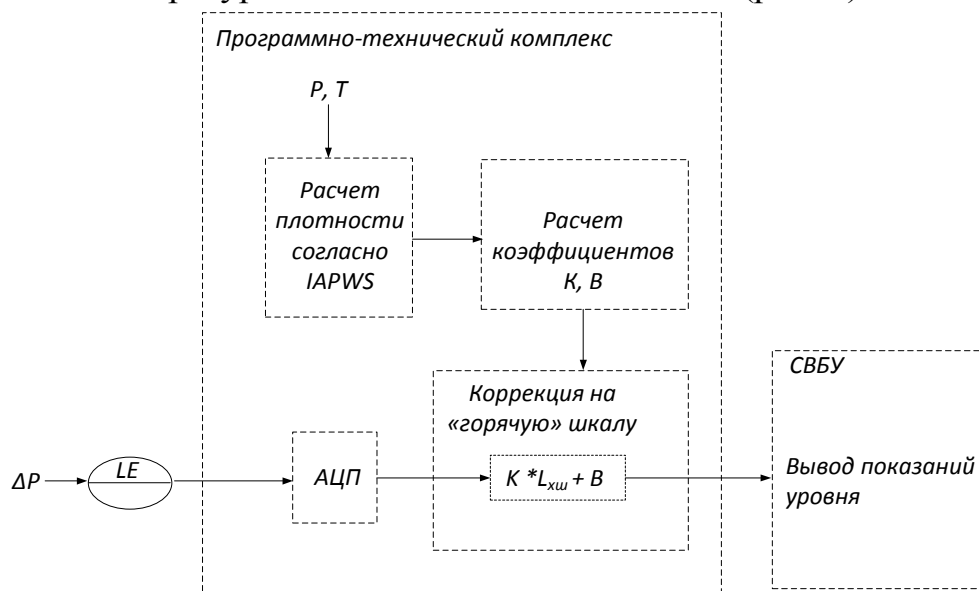 Программно-технический комплекс
P, T
Расчет
плотности
согласно
IAPWS
Расчет
коэффициентов
K, B
Коррекция на
«горячую» шкалу
K *Lхш + B
ΔP
LE
АЦП
СВБУ
Вывод показаний
уровня